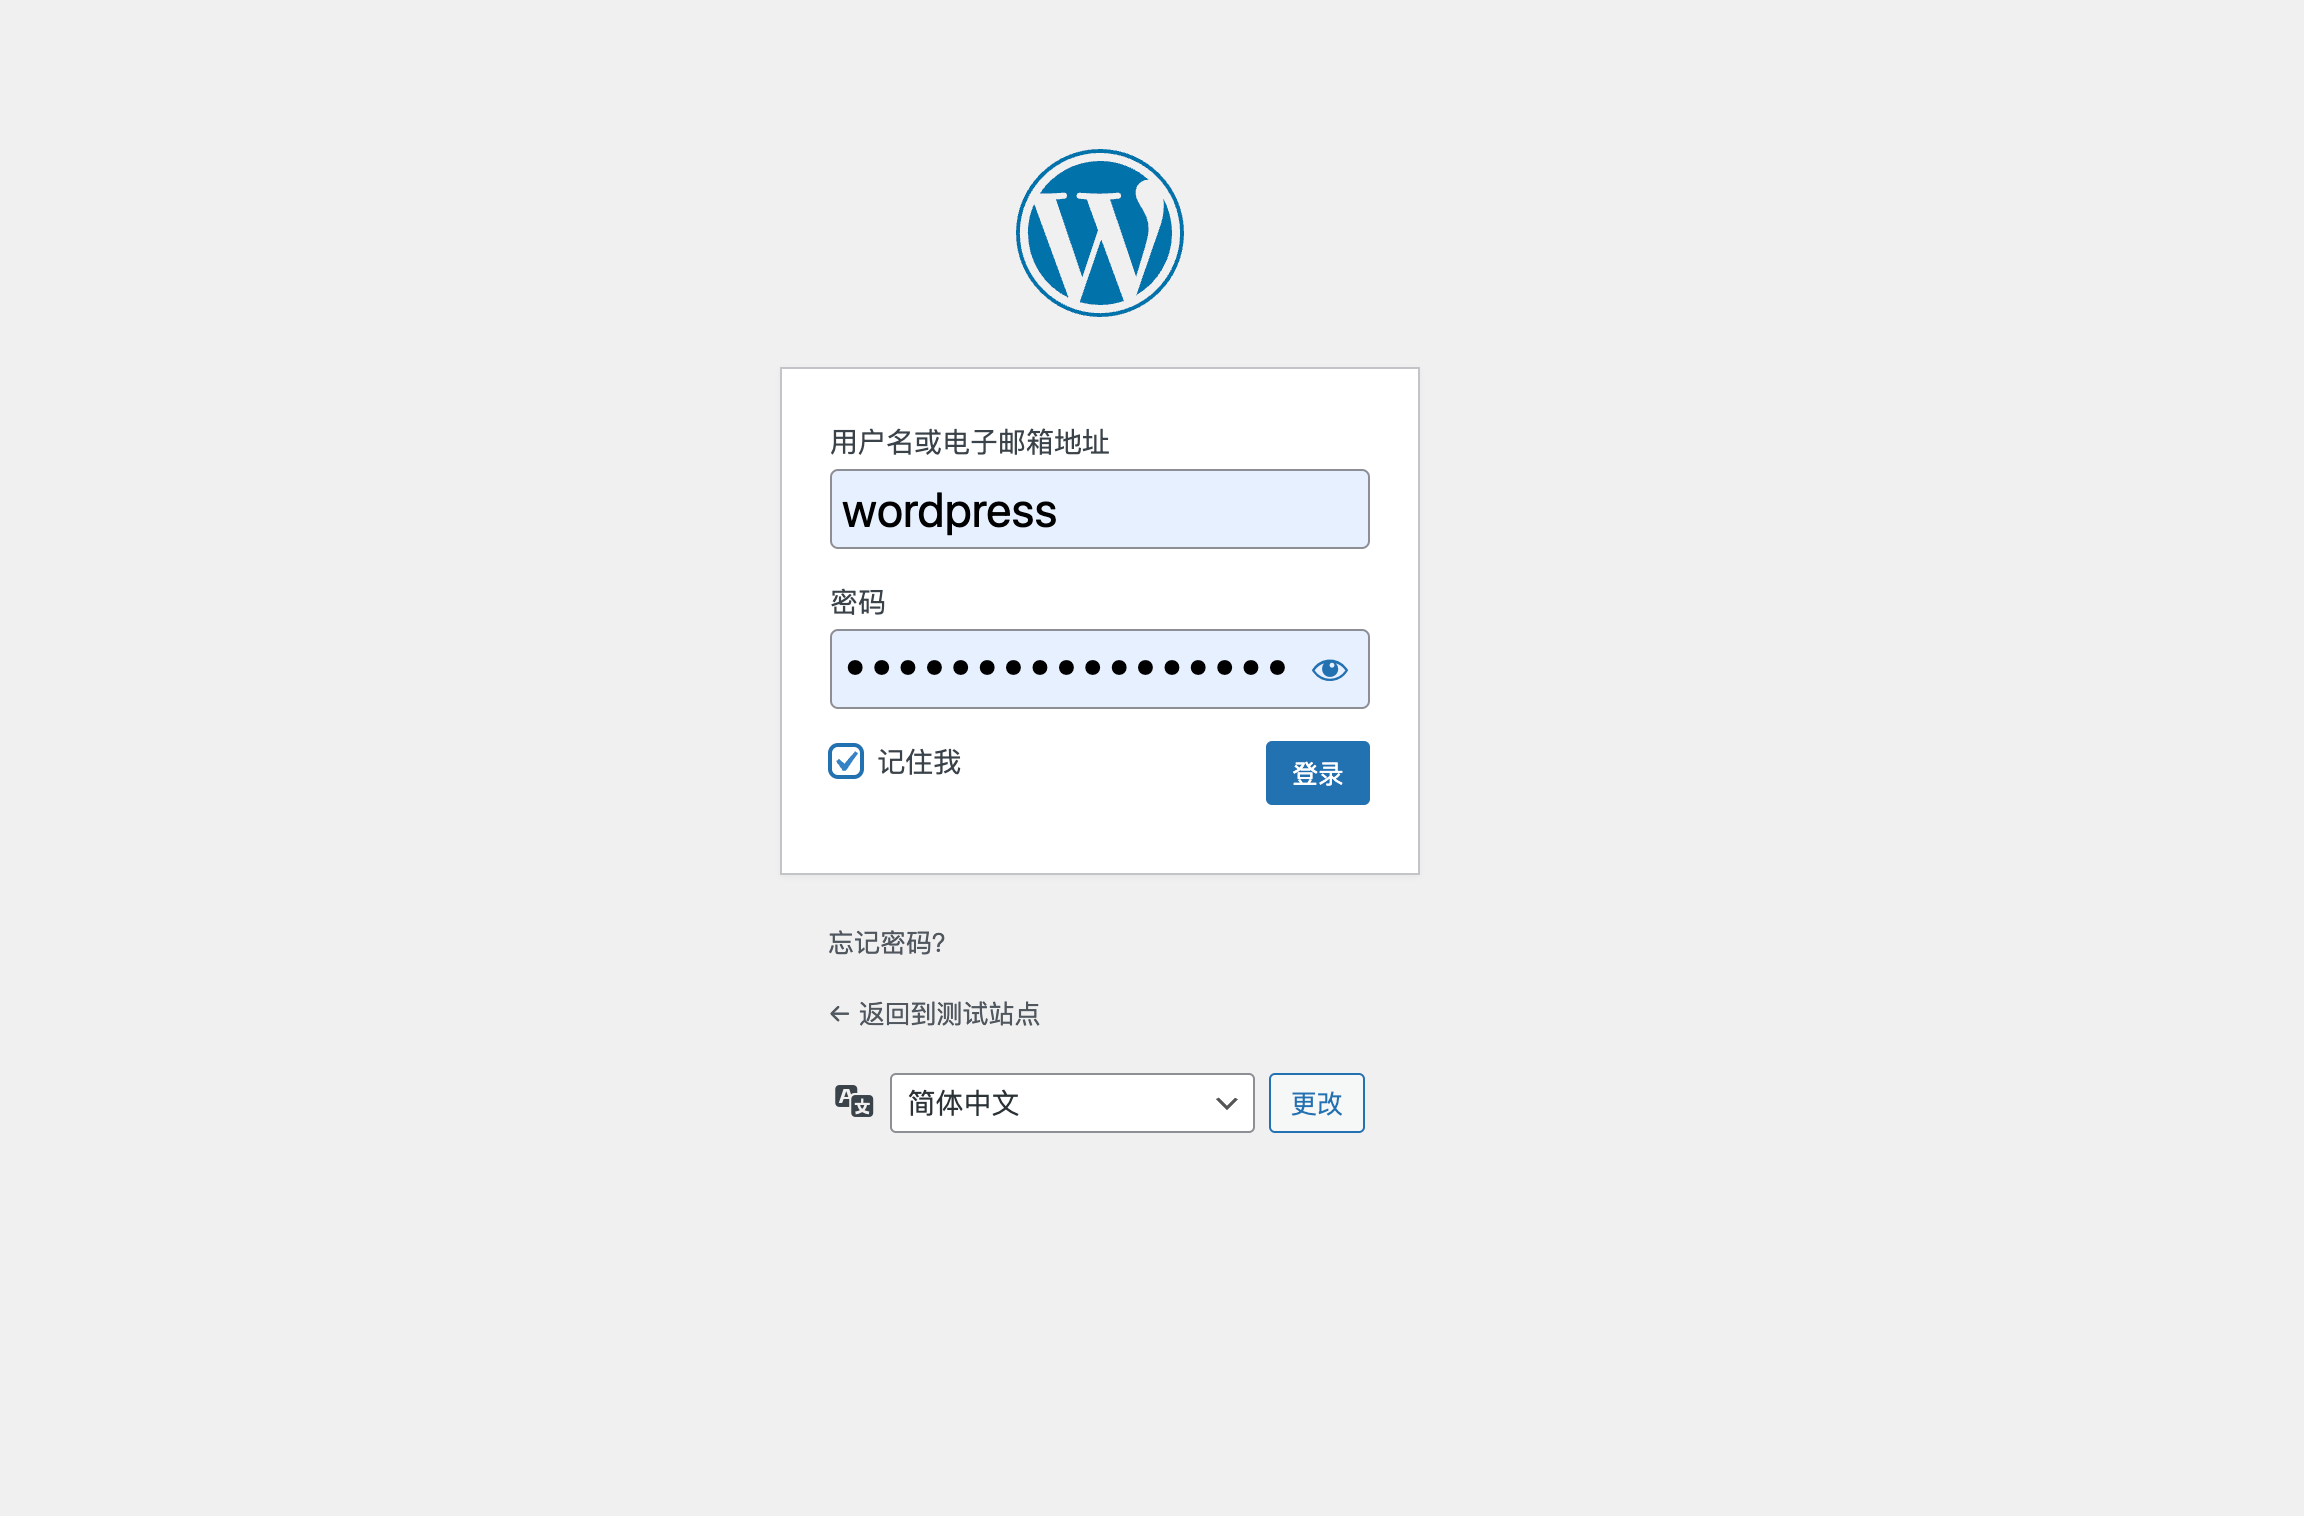 用户名或电子邮箱地址
wordpress
密码
记住我
登录
忘记密码?
← 返回到测试站点
简体中文
更改